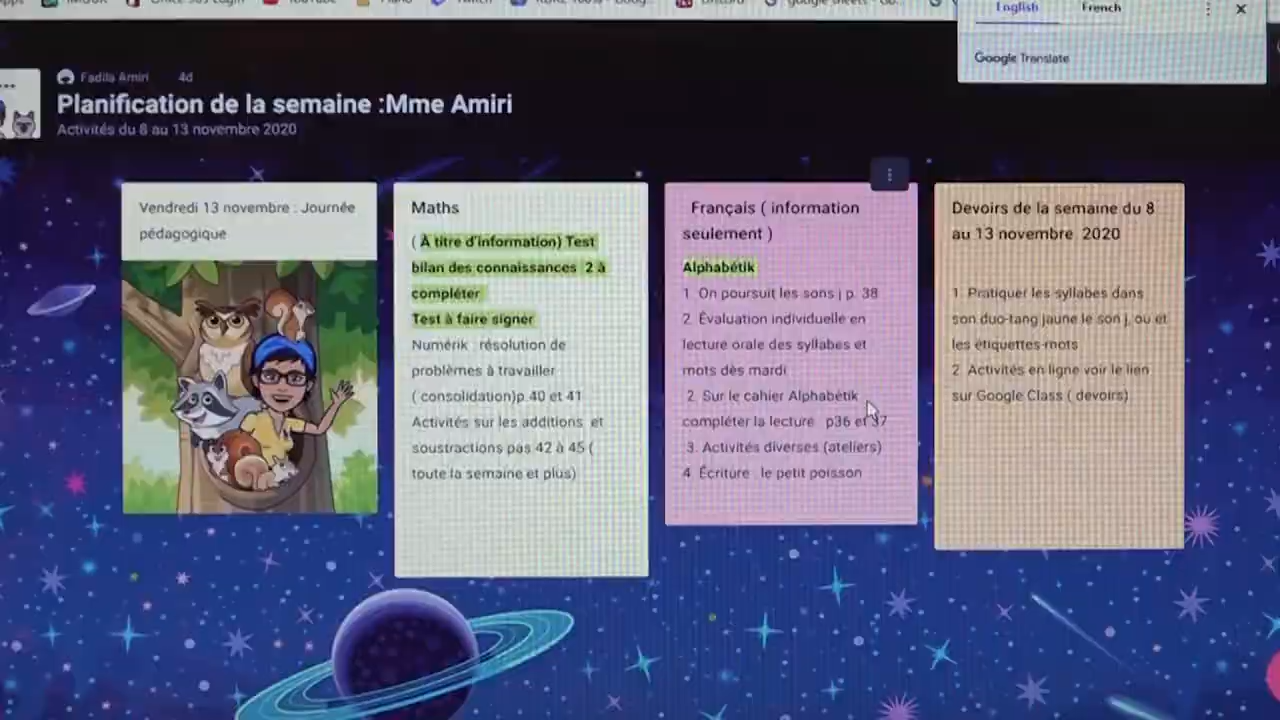 English French
Google Translate
Fadila Amiri 4d
Planification de la semaine :Mme Amiri
Activités du 8 au 13 novembre 2020
Vendredi 13 novembre : Journée
pédagogique
Maths
( À titre d'information) Test
bilan des connaissances 2 à
compléter
Test à faire signer
Numérik résolution de
problèmes à travailler
( consolidation)p.40 et 41
Activités sur les additions et
soustractions pas 42 à 45 (
toute la semaine et plus)
Français ( information
seulement )
Alphabétik
1. On poursuit les sons j p. 38
2. Évaluation individuelle en
lecture orale des syllabes et
mots dès mardi
2. Sur le cahier Alphabétik
compléter la lecture p36 et 37
3. Activités diverses (ateliers)
4. Écriture : le petit poisson
Devoirs de la semaine du 8
au 13 novembre 2020
1. Pratiquer les syllabes dans
son duo-tang jaune le son j, ou et
les étiquettes-mots
2. Activités en ligne voir le lien
sur Google Class ( devoirs)